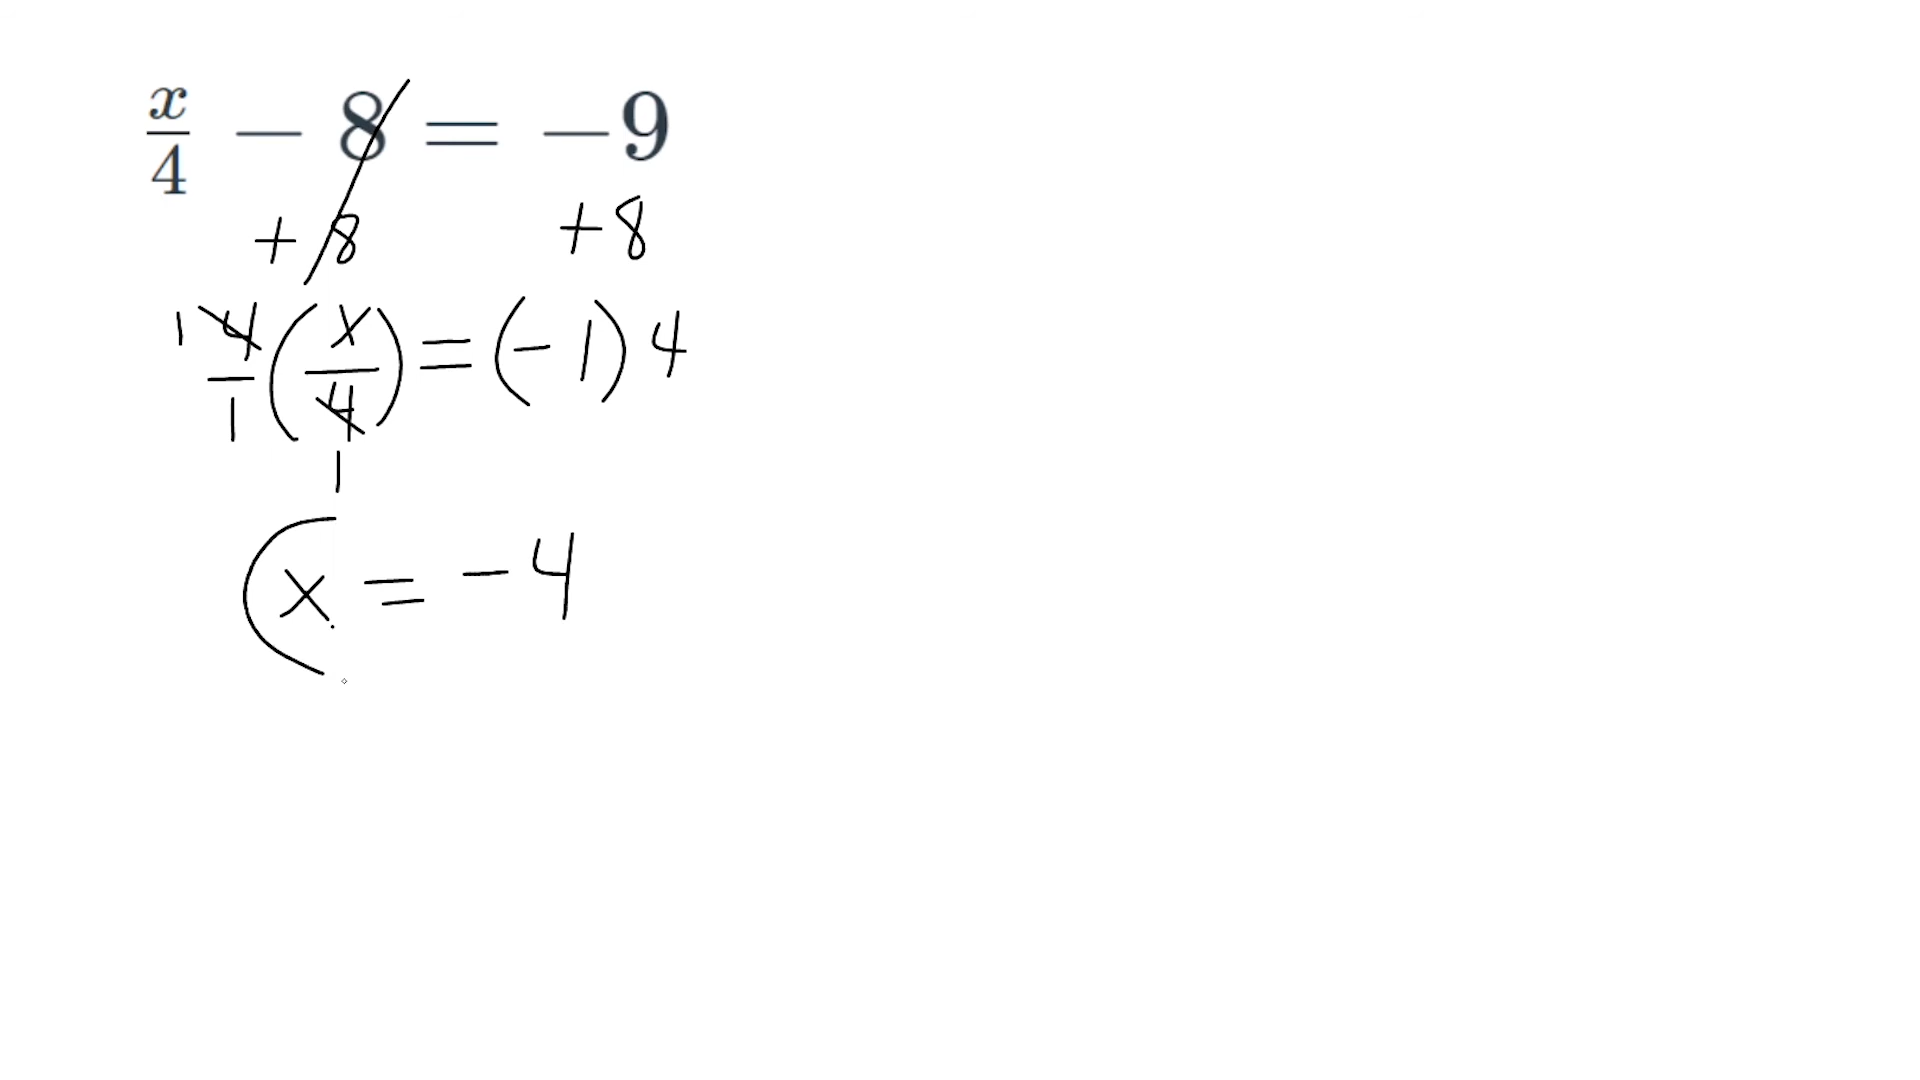 x/4 − 8 = −9
+ 8 +8
1 4/1 (x/4) = (−1) 4
1
x = −4